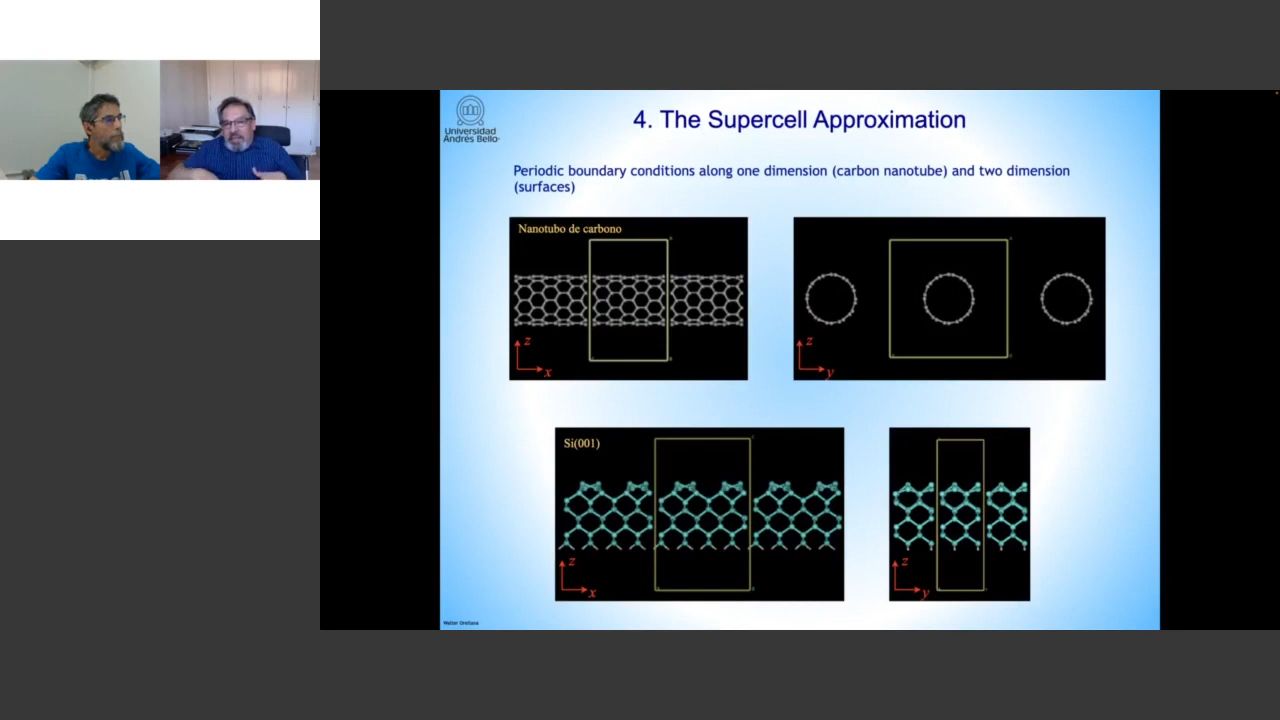 Universidad
Andrés Bello
4. The Supercell Approximation
Periodic boundary conditions along one dimension (carbon nanotube) and two dimension
(surfaces)
Nanotubo de carbono
z
x
z
y
Si(001)
z
x
z
y
Walter Orellana